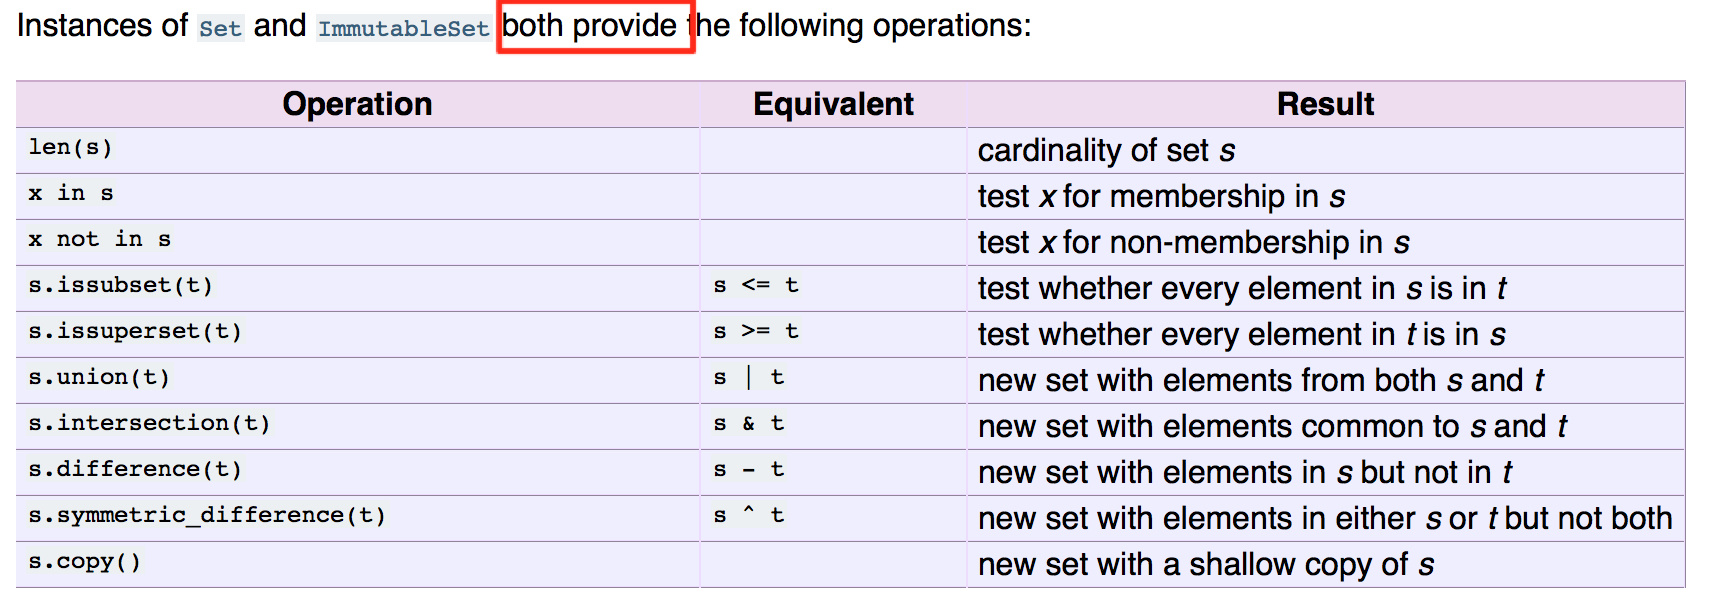 Instances of Set and ImmutableSet both provide the following operations:
Operation Equivalent Result
len(s) cardinality of set s
x in s test x for membership in s
x not in s test x for non-membership in s
s.issubset(t) s <= t test whether every element in s is in t
s.issuperset(t) s >= t test whether every element in t is in s
s.union(t) s | t new set with elements from both s and t
s.intersection(t) s & t new set with elements common to s and t
s.difference(t) s - t new set with elements in s but not in t
s.symmetric_difference(t) s ^ t new set with elements in either s or t but not both
s.copy() new set with a shallow copy of s